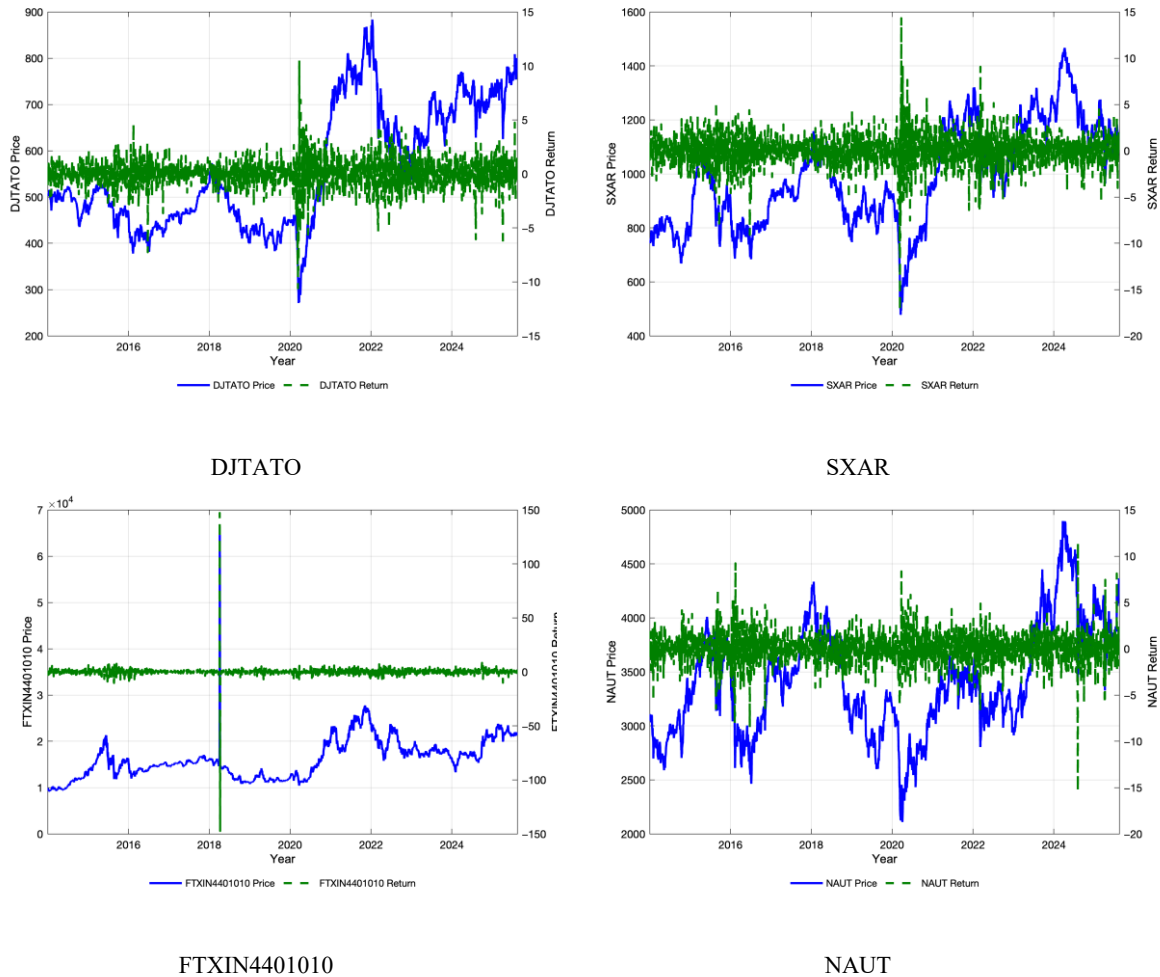 900
800
700
600
500
400
300
200
DJTATO Price
15
10
5
0
−5
−10
−15
DJTATO Return
2016 2018 2020 2022 2024
Year
DJTATO Price DJTATO Return
DJTATO
1600
1400
1200
1000
800
600
400
SXAR Price
15
10
5
0
−5
−10
−15
−20
SXAR Return
2016 2018 2020 2022 2024
Year
SXAR Price SXAR Return
SXAR
×10⁴
7
6
5
4
3
2
1
0
FTXIN4401010 Price
150
100
50
0
−50
−100
−150
FTXIN4401010 Return
2016 2018 2020 2022 2024
Year
FTXIN4401010 Price FTXIN4401010 Return
FTXIN4401010
5000
4500
4000
3500
3000
2500
2000
NAUT Price
15
10
5
0
−5
−10
−15
−20
NAUT Return
2016 2018 2020 2022 2024
Year
NAUT Price NAUT Return
NAUT